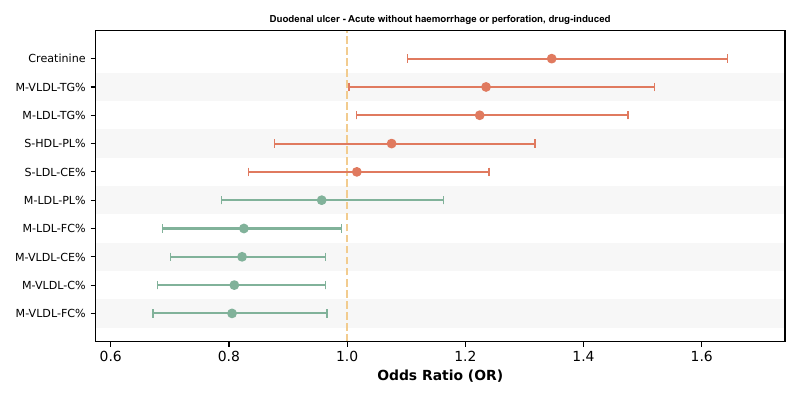 Duodenal ulcer - Acute without haemorrhage or perforation, drug-induced
Creatinine
M-VLDL-TG%
M-LDL-TG%
S-HDL-PL%
S-LDL-CE%
M-LDL-PL%
M-LDL-FC%
M-VLDL-CE%
M-VLDL-C%
M-VLDL-FC%
0.6 0.8 1.0 1.2 1.4 1.6
Odds Ratio (OR)